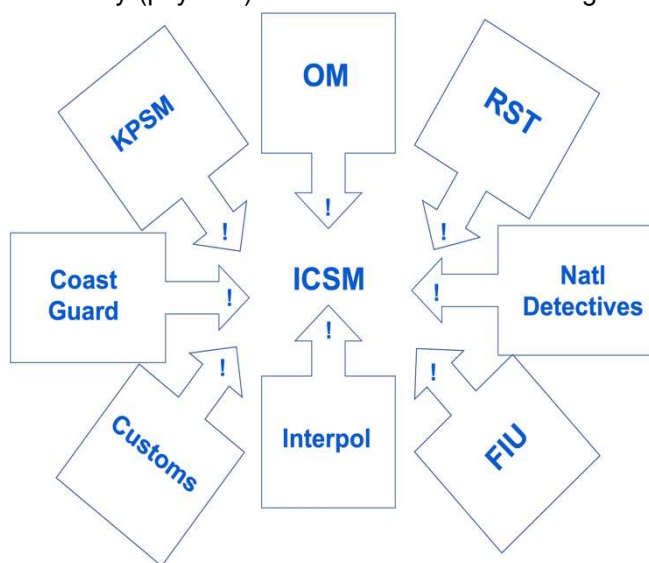 OM
KPSM
RST
!
!
!
Coast
Guard
!
ICSM
!
Natl
Detectives
!
!
!
Customs
Interpol
FIU